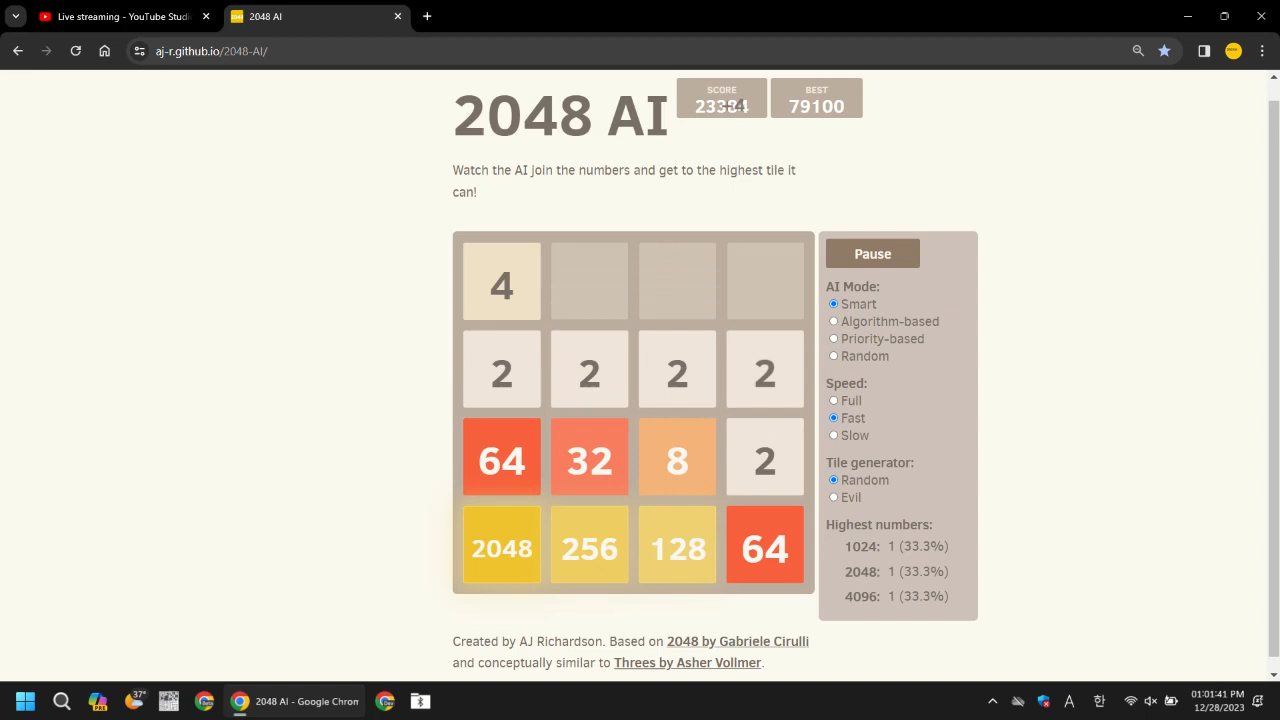 Live streaming - YouTube Studi
2048 AI
aj-r.github.io/2048-AI/
2048 AI
SCORE
BEST
79100
Watch the AI join the numbers and get to the highest tile it
can!
4
2 2 2 2
64 32 8 2
2048 256 128 64
Pause
AI Mode:
Smart
Algorithm-based
Priority-based
Random
Speed:
Full
Fast
Slow
Tile generator:
Random
Evil
Highest numbers:
1024: 1 (33.3%)
2048: 1 (33.3%)
4096: 1 (33.3%)
Created by AJ Richardson. Based on 2048 by Gabriele Cirulli
and conceptually similar to Threes by Asher Vollmer.
37°
2048 AI - Google Chrom
A 한
01:01:41 PM
12/28/2023